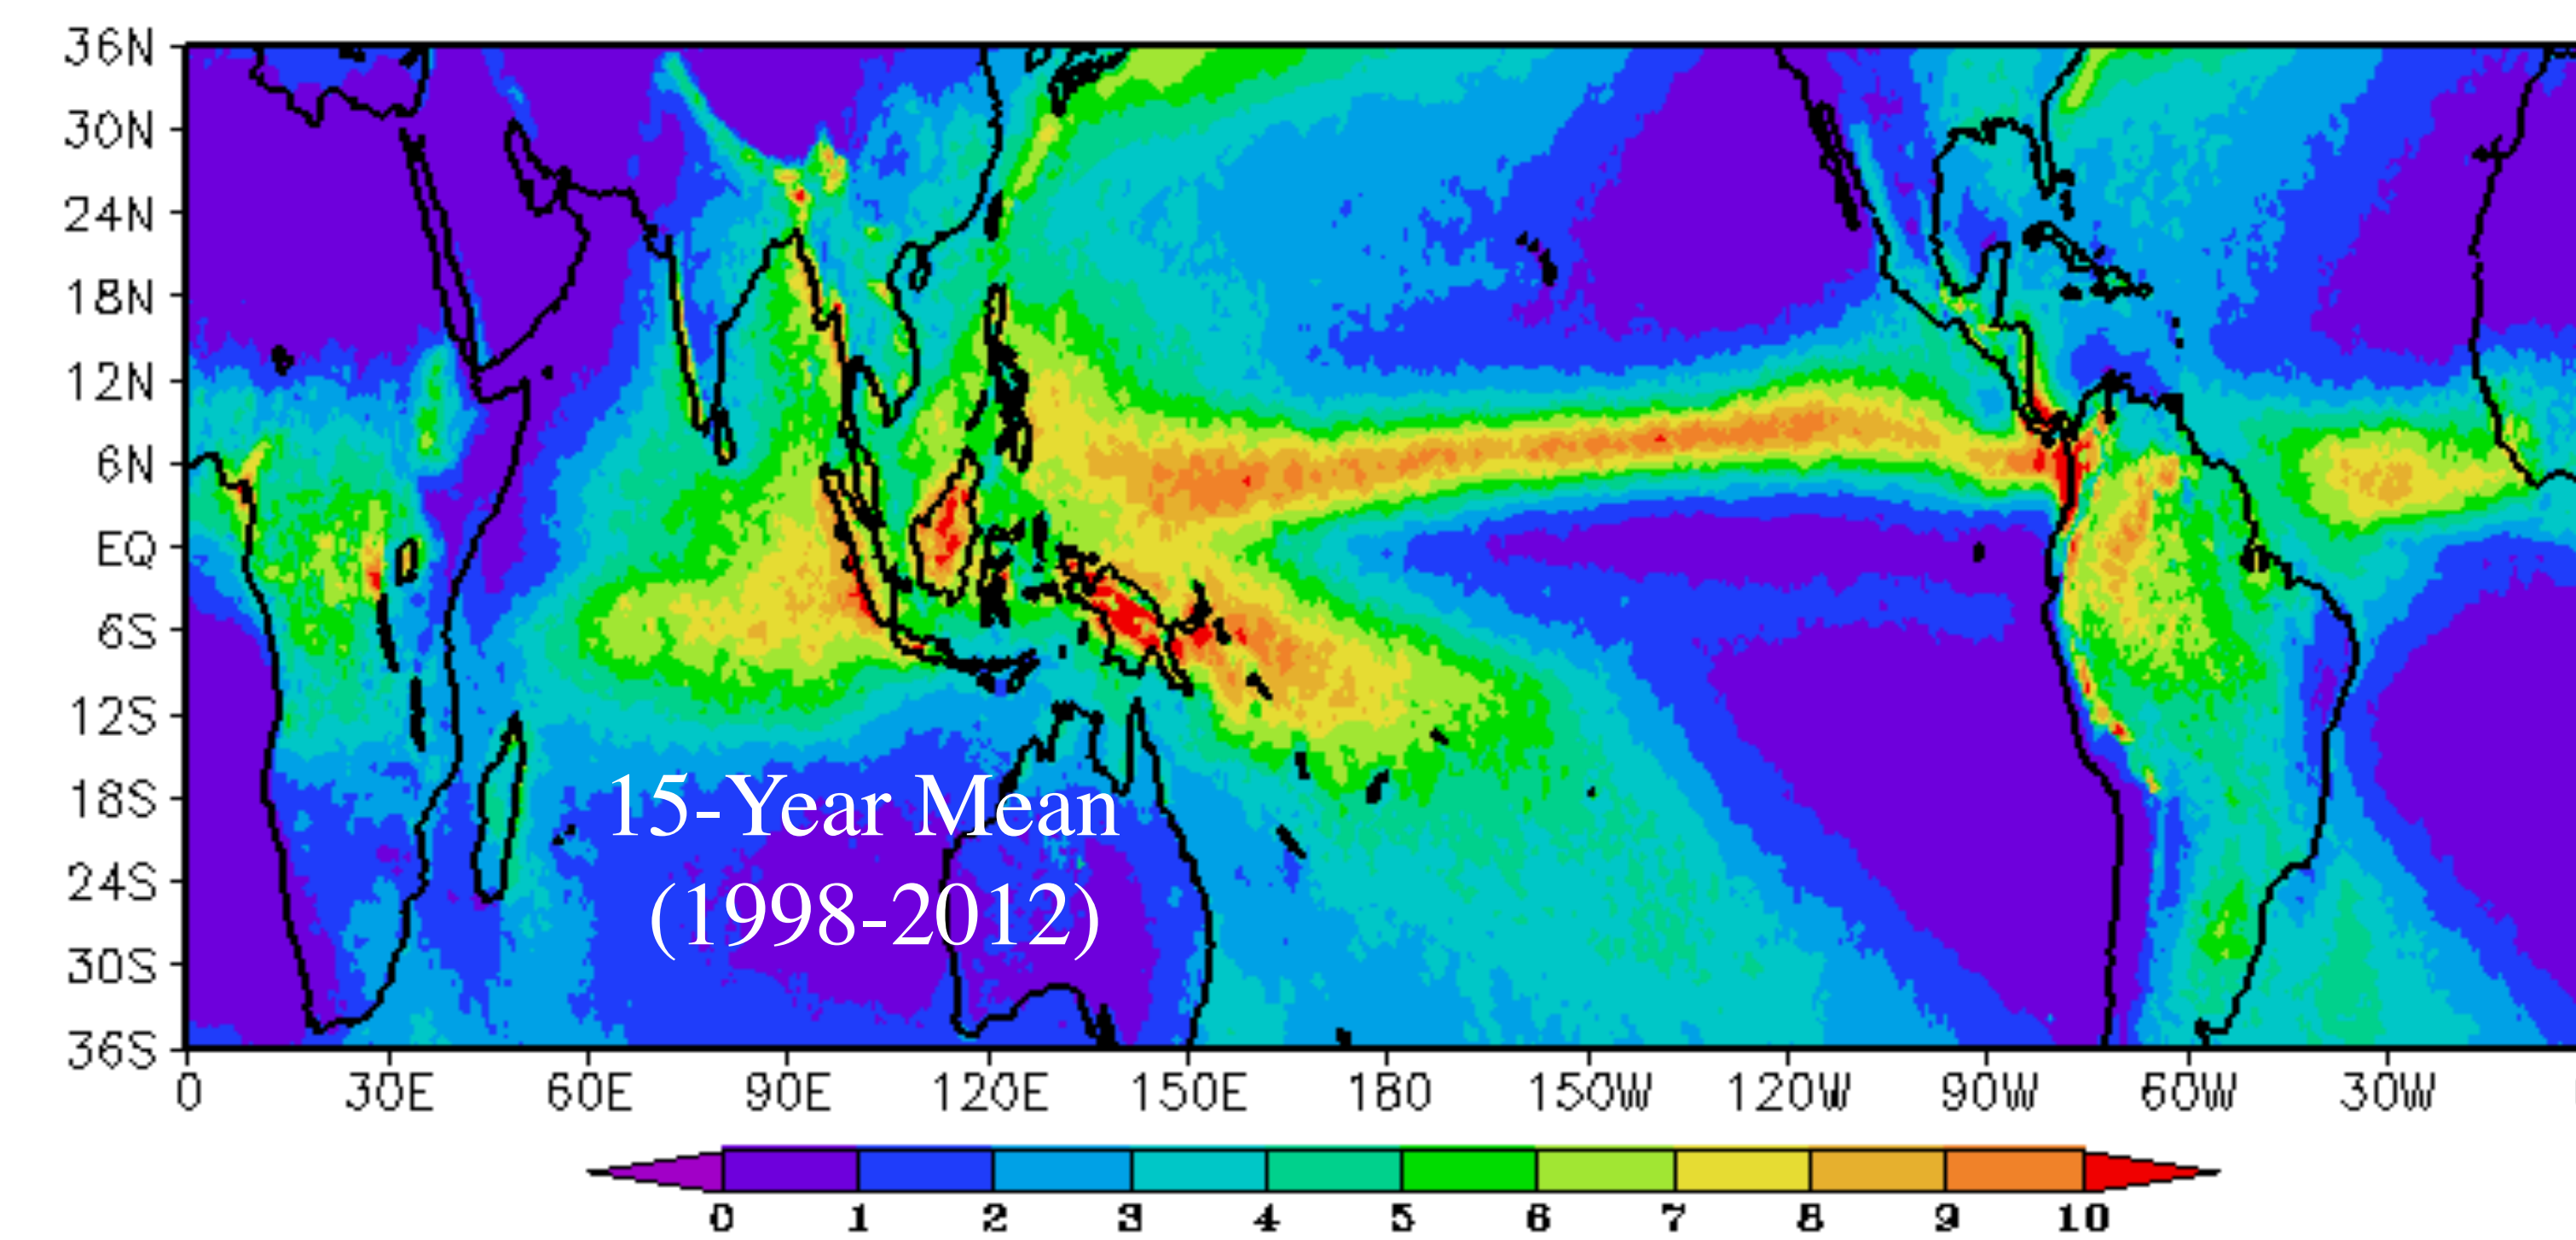 36N
30N
24N
18N
12N
6N
EQ
6S
12S
18S
24S
30S
36S
15-Year Mean
(1998-2012)
0 30E 60E 90E 120E 150E 180 150W 120W 90W 60W 30W
0 1 2 3 4 5 6 7 8 9 10